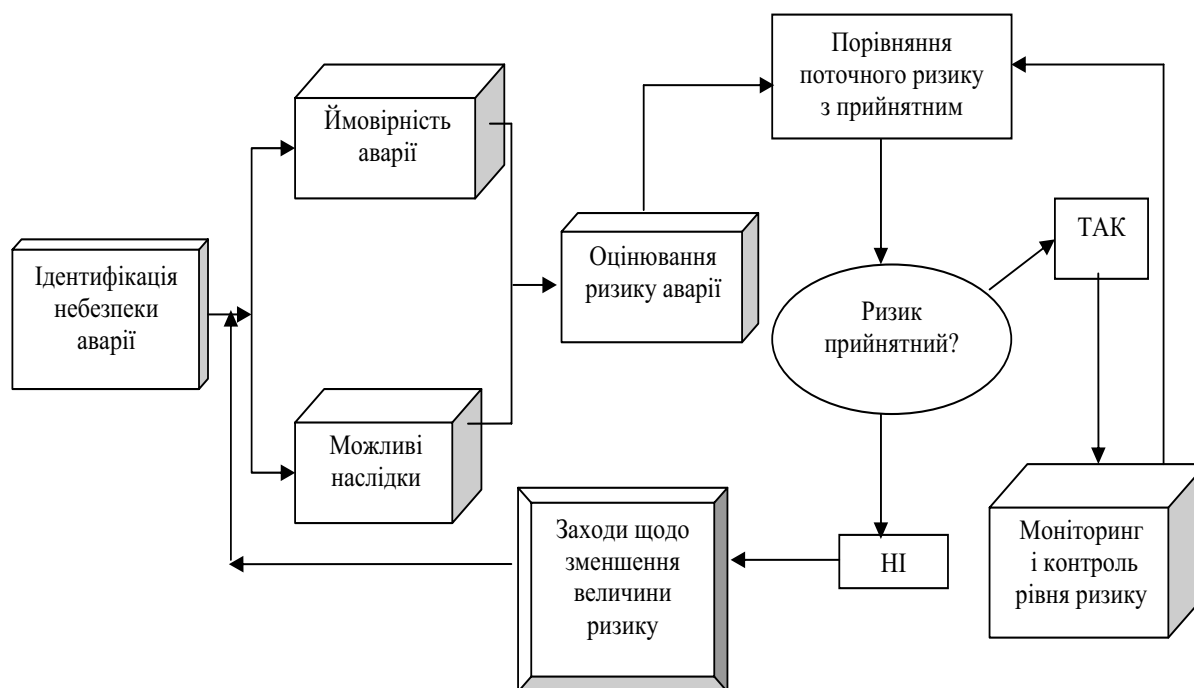 Ідентифікація
небезпеки
аварії
Ймовірність
аварії
Можливі
наслідки
Оцінювання
ризику аварії
Порівняння
поточного ризику
з прийнятним
Ризик
прийнятний?
ТАК
Моніторинг
і контроль
рівня ризику
НІ
Заходи щодо
зменшення
величини
ризику